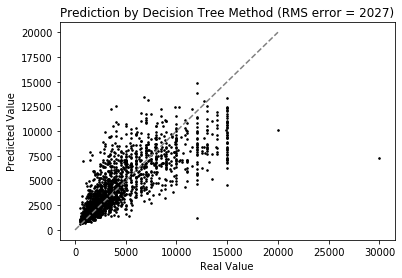 Prediction by Decision Tree Method (RMS error = 2027)
20000
17500
15000
12500
10000
7500
5000
2500
0
Predicted Value
0 5000 10000 15000 20000 25000 30000
Real Value